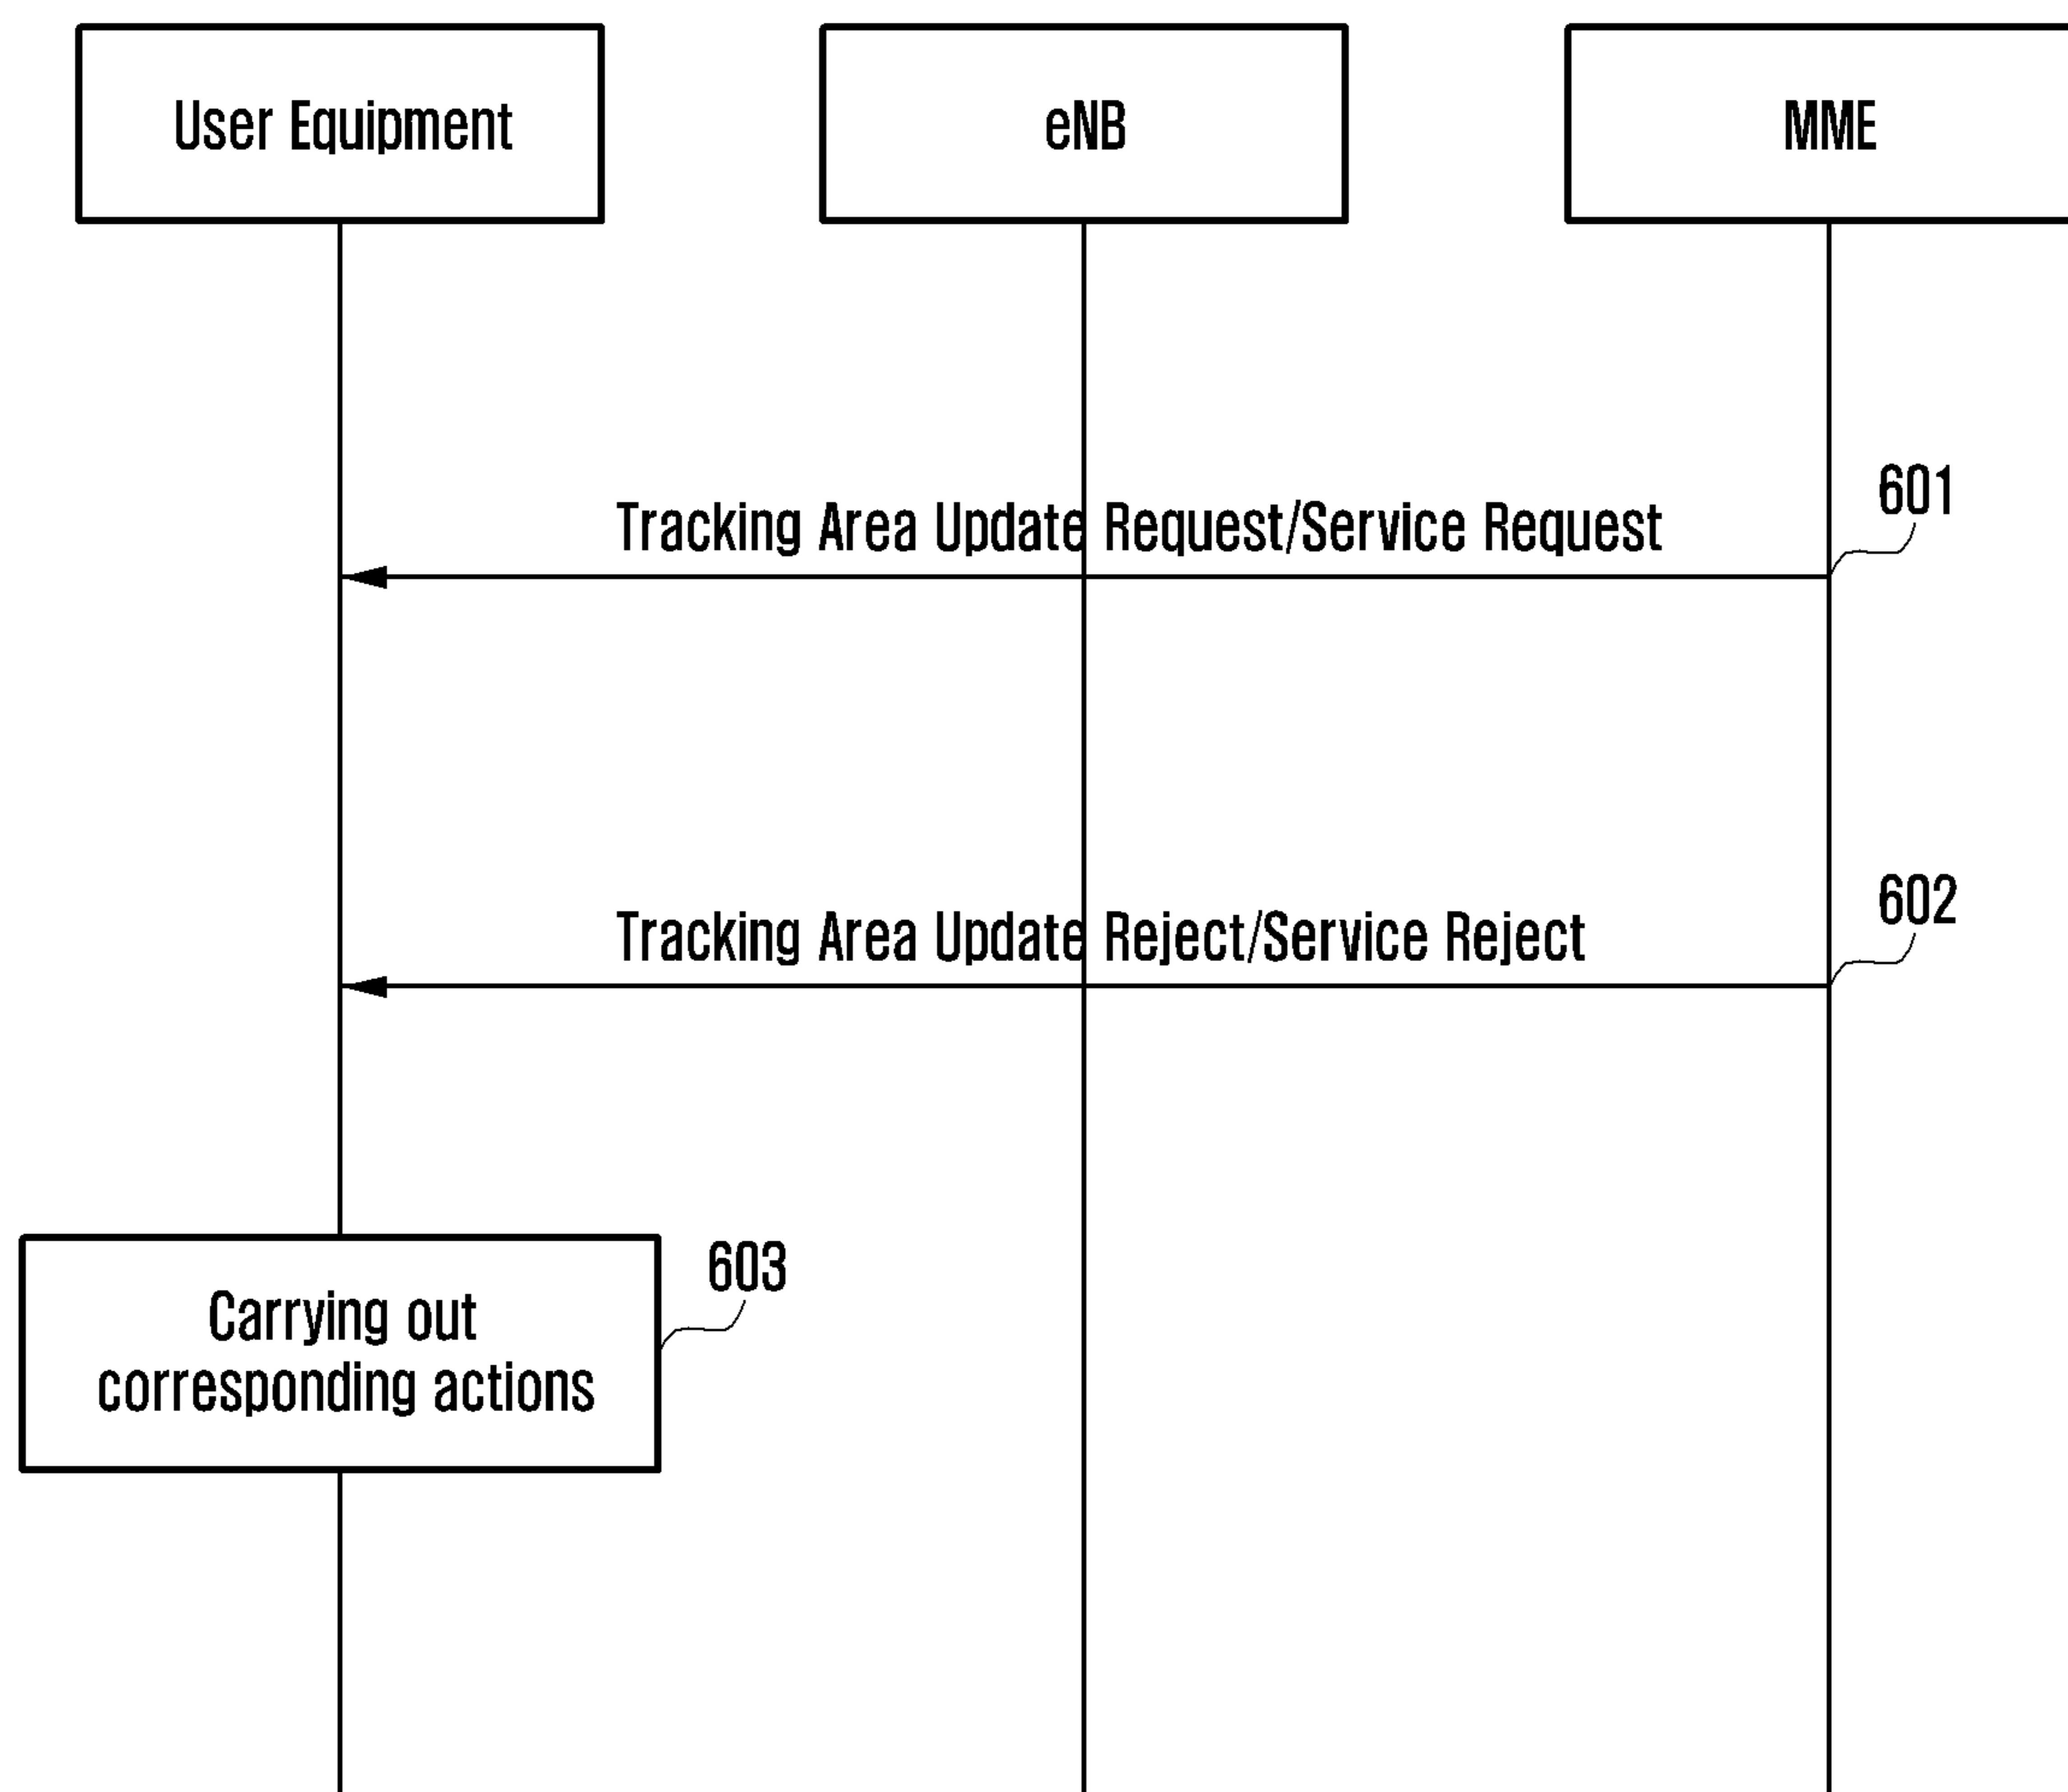 User Equipment
eNB
MME
601
Tracking Area Update Request/Service Request
602
Tracking Area Update Reject/Service Reject
603
Carrying out
corresponding actions